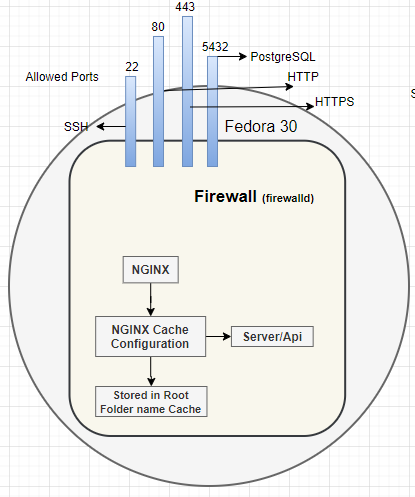 443
80
5432
PostgreSQL
22
Allowed Ports
HTTP
HTTPS
SSH
Fedora 30
Firewall (firewalld)
NGINX
NGINX Cache
Configuration
Server/Api
Stored in Root
Folder name Cache
S